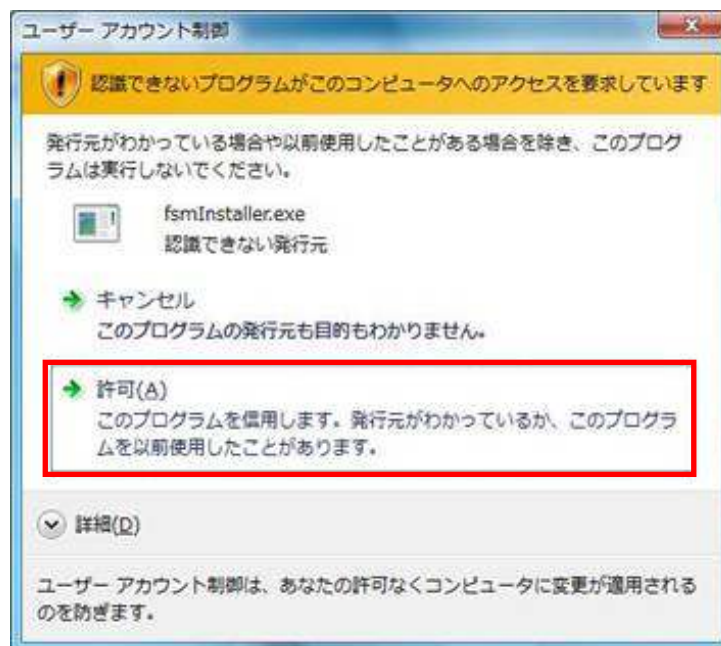 ユーザー アカウント制御
認識できないプログラムがこのコンピュータへのアクセスを要求しています
発行元がわかっている場合や以前使用したことがある場合を除き、このプログ
ラムは実行しないでください。
fsmInstaller.exe
認識できない発行元
キャンセル
このプログラムの発行元も目的もわかりません。
許可(A)
このプログラムを信用します。発行元がわかっているか、このプログラ
ムを以前使用したことがあります。
詳細(D)
ユーザー アカウント制御は、あなたの許可なくコンピュータに変更が適用される
のを防ぎます。